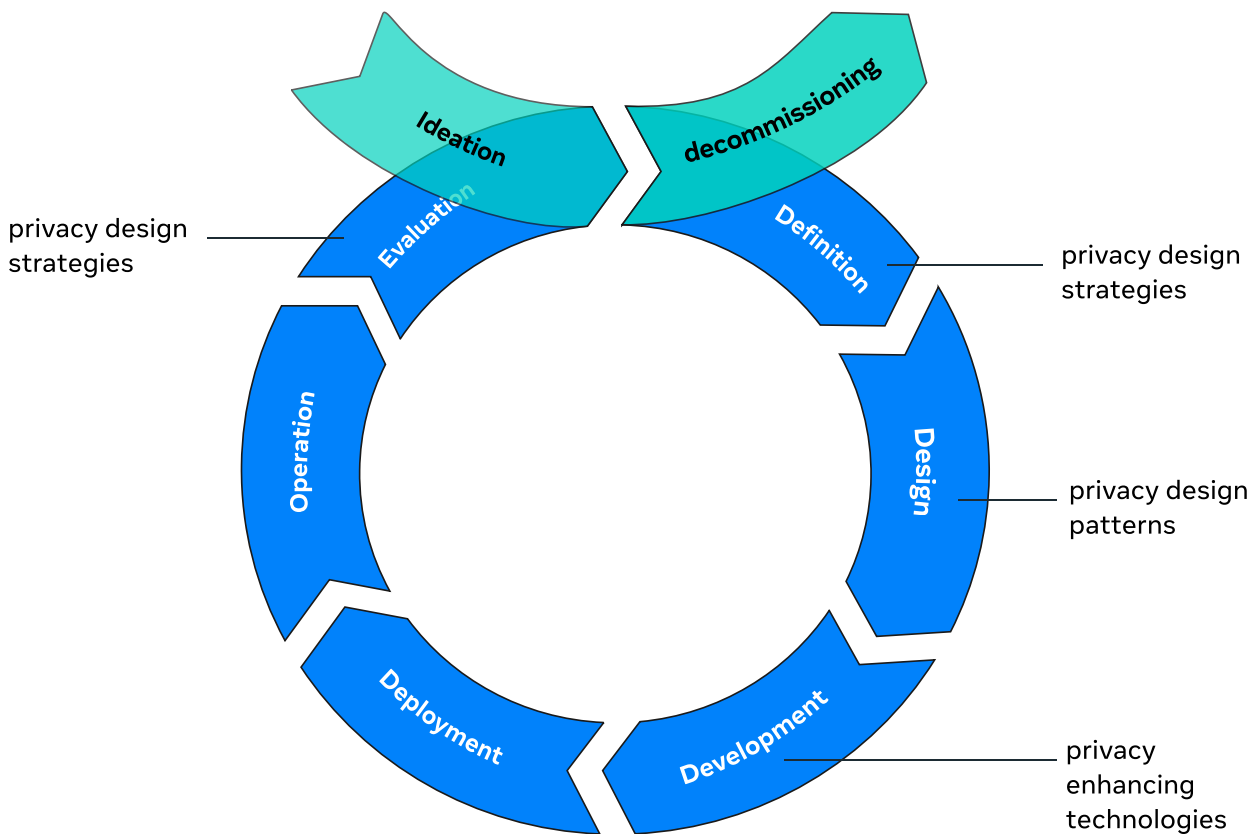 Ideation
decommissioning
Evaluation
Definition
privacy design
strategies
privacy design
strategies
Operation
Design
privacy design
patterns
Deployment
Development
privacy
enhancing
technologies